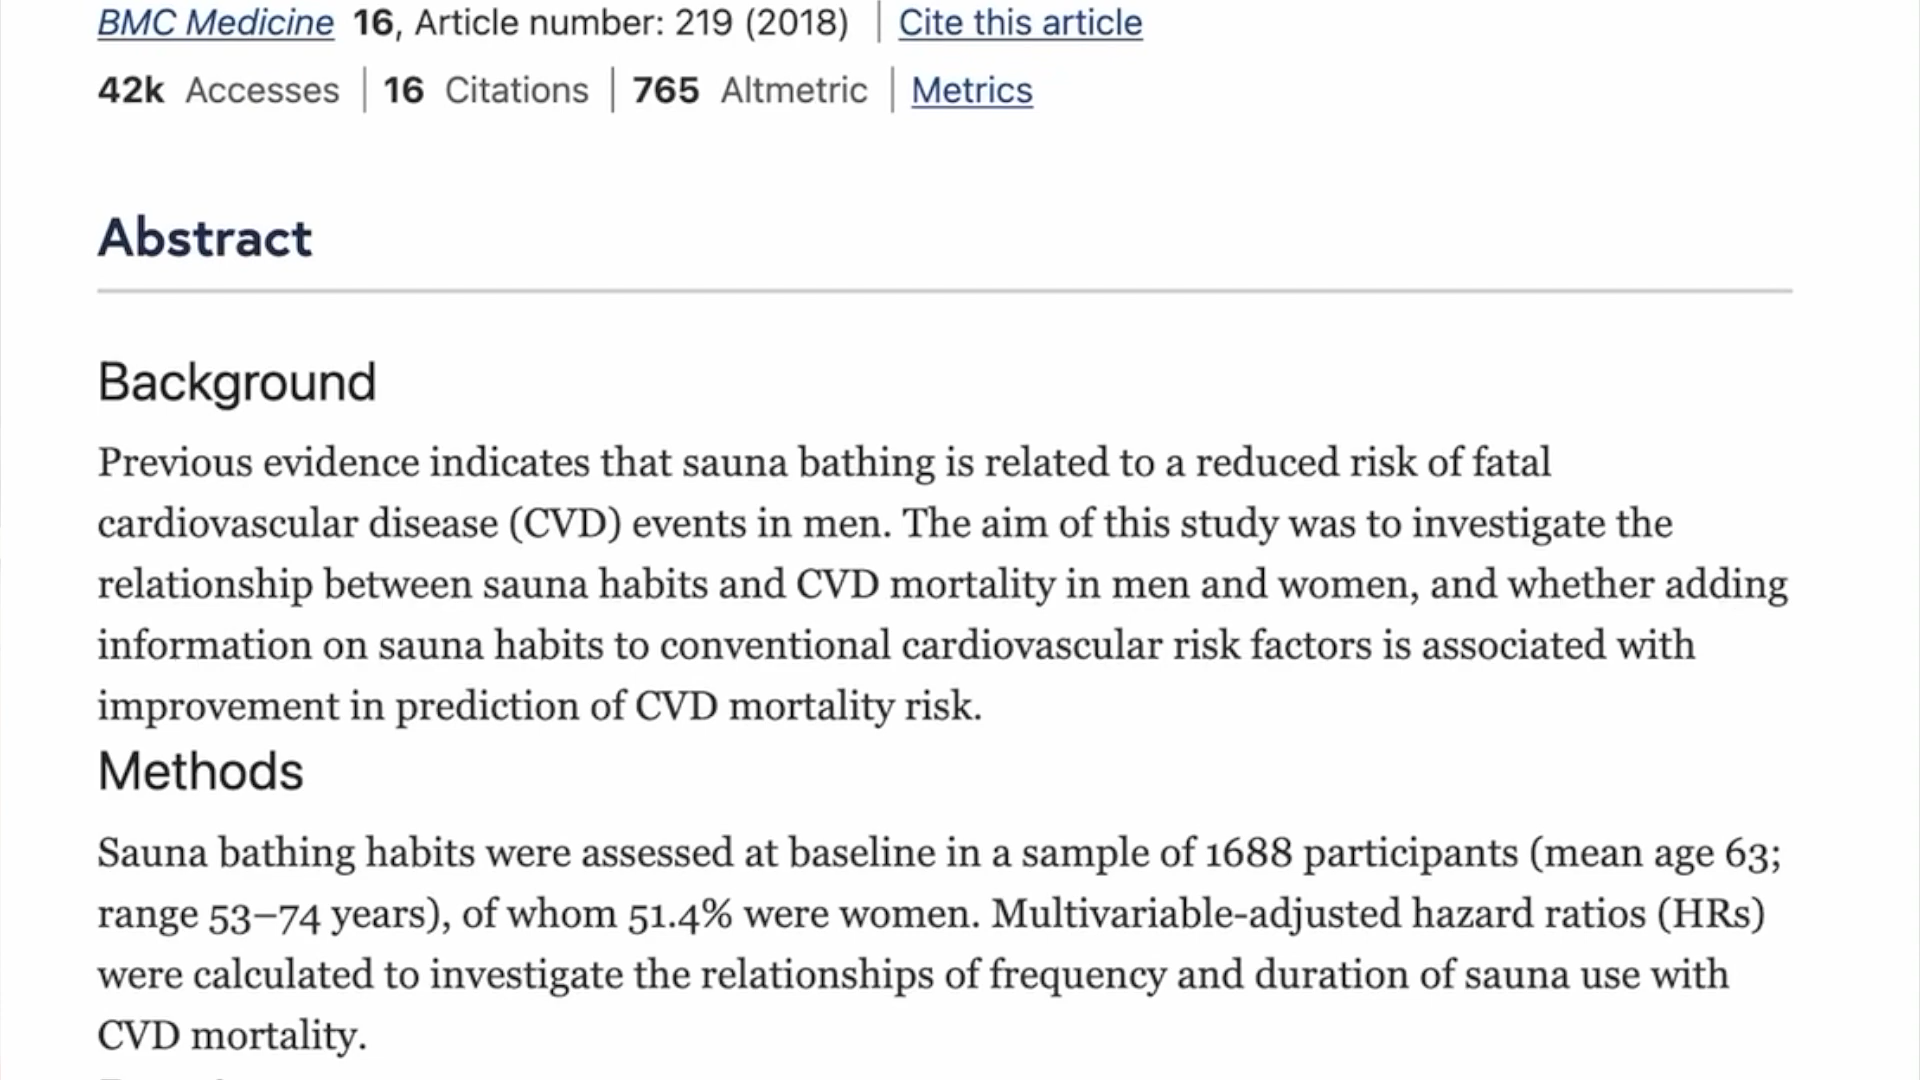 BMC Medicine 16, Article number: 219 (2018) | Cite this article
42k Accesses | 16 Citations | 765 Altmetric | Metrics
Abstract
Background
Previous evidence indicates that sauna bathing is related to a reduced risk of fatal
cardiovascular disease (CVD) events in men. The aim of this study was to investigate the
relationship between sauna habits and CVD mortality in men and women, and whether adding
information on sauna habits to conventional cardiovascular risk factors is associated with
improvement in prediction of CVD mortality risk.
Methods
Sauna bathing habits were assessed at baseline in a sample of 1688 participants (mean age 63;
range 53–74 years), of whom 51.4% were women. Multivariable-adjusted hazard ratios (HRs)
were calculated to investigate the relationships of frequency and duration of sauna use with
CVD mortality.